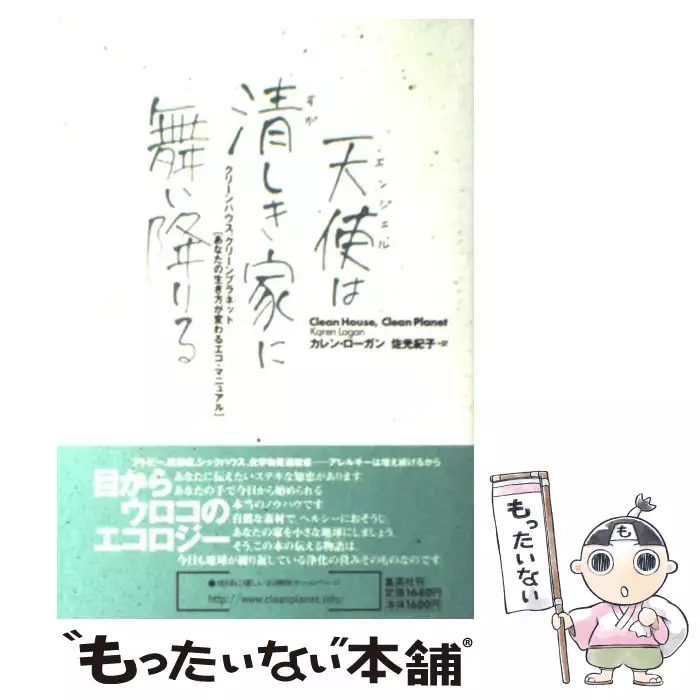 天使は
エンジェル
清しき家に
すが
舞い降りる
クリーンハウス、クリーンプラネット
[あなたの生き方が変わるエコ・マニュアル]
Clean House, Clean Planet
Karen Logan
カレン・ローガン 佐光紀子・訳
アトピー、花粉症、シックハウス、化学物質過敏症——アレルギーは増え続けるから
目から
ウロコの
エコロジー
あなたに伝えたいステキな知恵があります。
あなたの手で今日から始められる
本当のノウハウです。
自然な素材で、ヘルシーにおそうじ。
あなたの家を小さな地球にしましょう。
そう、この本の伝える物語は、
今日も地球が繰り返している浄化の営みそのものなのです。
http://www.cleanplanet.info/
集英社刊
定価1680円
本体1600円
もったいない
も
"もったいない本舗"®